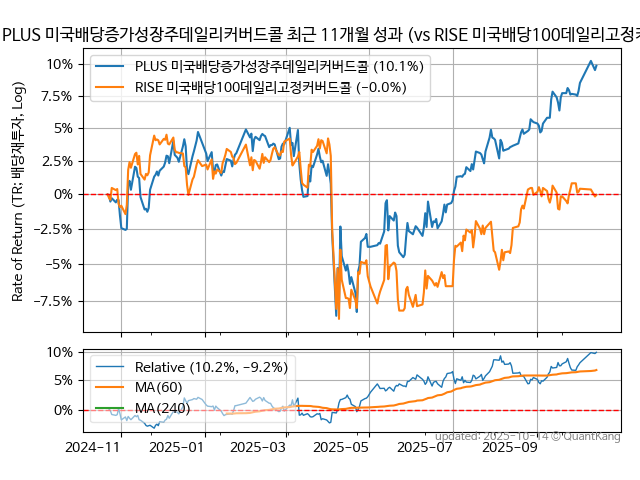 PLUS 미국배당증가성장주데일리커버드콜 최근 11개월 성과 (vs RISE 미국배당100데일리고정커
10%
7.5%
5%
2.5%
0%
−2.5%
−5%
−7.5%
Rate of Return (TR: 배당재투자, Log)
PLUS 미국배당증가성장주데일리커버드콜 (10.1%)
RISE 미국배당100데일리고정커버드콜 (−0.0%)
10%
5%
0%
Relative (10.2%, −9.2%)
MA(60)
MA(240)
2024−11
2025−01
2025−03
2025−05
2025−07
2025−09
updated: 2025-10-14 © QuantKang